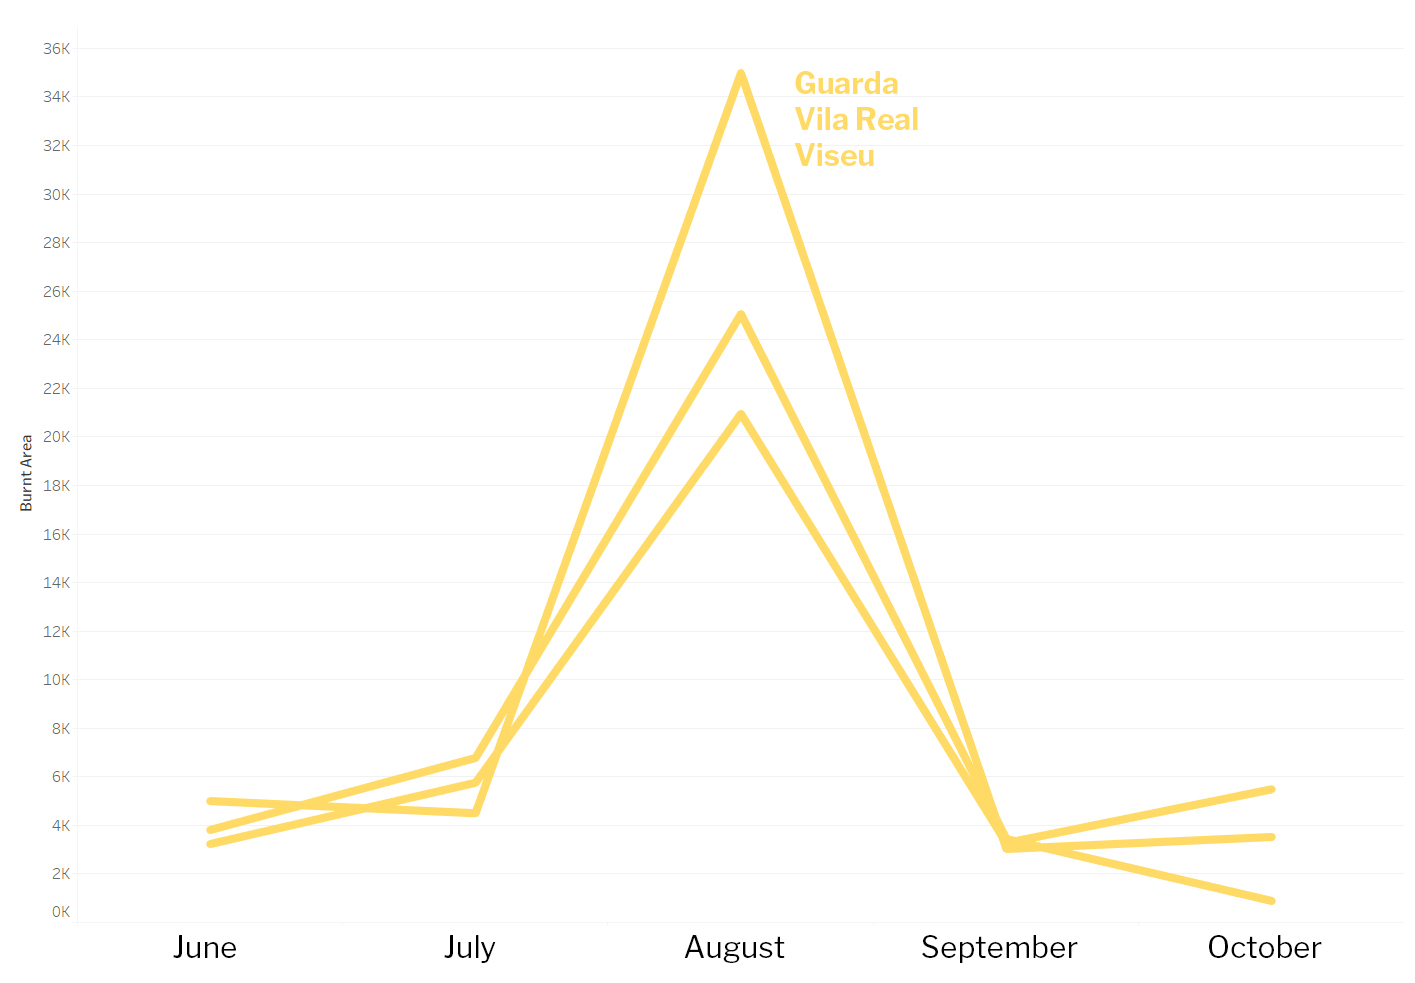 36K
34K
32K
30K
28K
26K
24K
22K
20K
18K
16K
14K
12K
10K
8K
6K
4K
2K
0K
Burnt Area
Guarda
Vila Real
Viseu
June July August September October